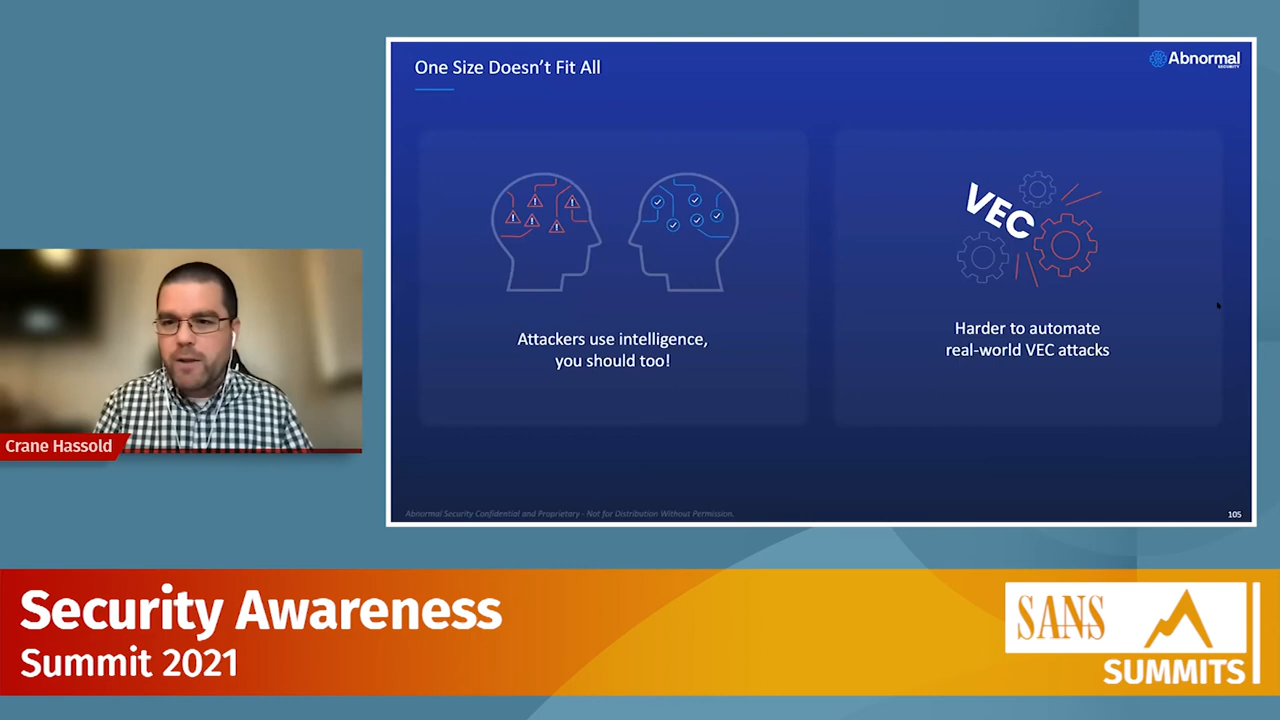 One Size Doesn't Fit All
Abnormal
SECURITY
VEC
Attackers use intelligence,
you should too!
Harder to automate
real-world VEC attacks
Abnormal Security Confidential and Proprietary - Not for Distribution Without Permission.
105
Crane Hassold
Security Awareness
Summit 2021
SANS
SUMMITS